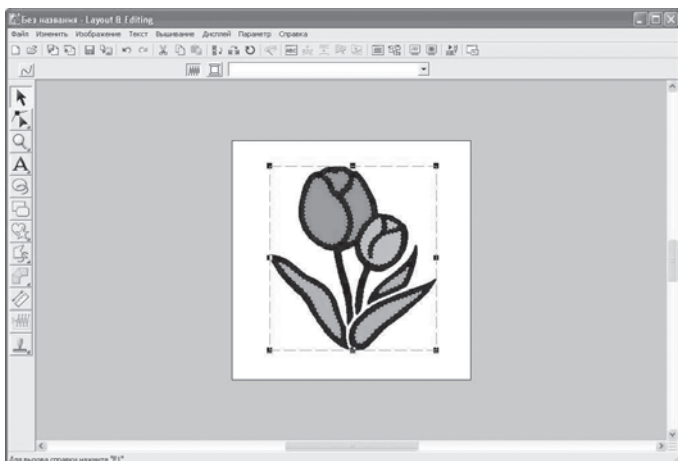 Без названия - Layout & Editing
Файл Изменить Изображение Текст Вышивание Дисплей Параметр Справка
A
Для вызова справки нажмите "F1"